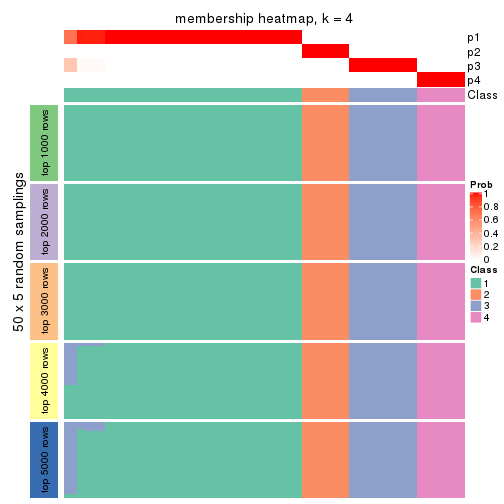 membership heatmap, k = 4
p1
p2
p3
p4
Class
50 x 5 random samplings
top 1000 rows
top 2000 rows
top 3000 rows
top 4000 rows
top 5000 rows
Prob
1
0.8
0.6
0.4
0.2
0
Class
1
2
3
4